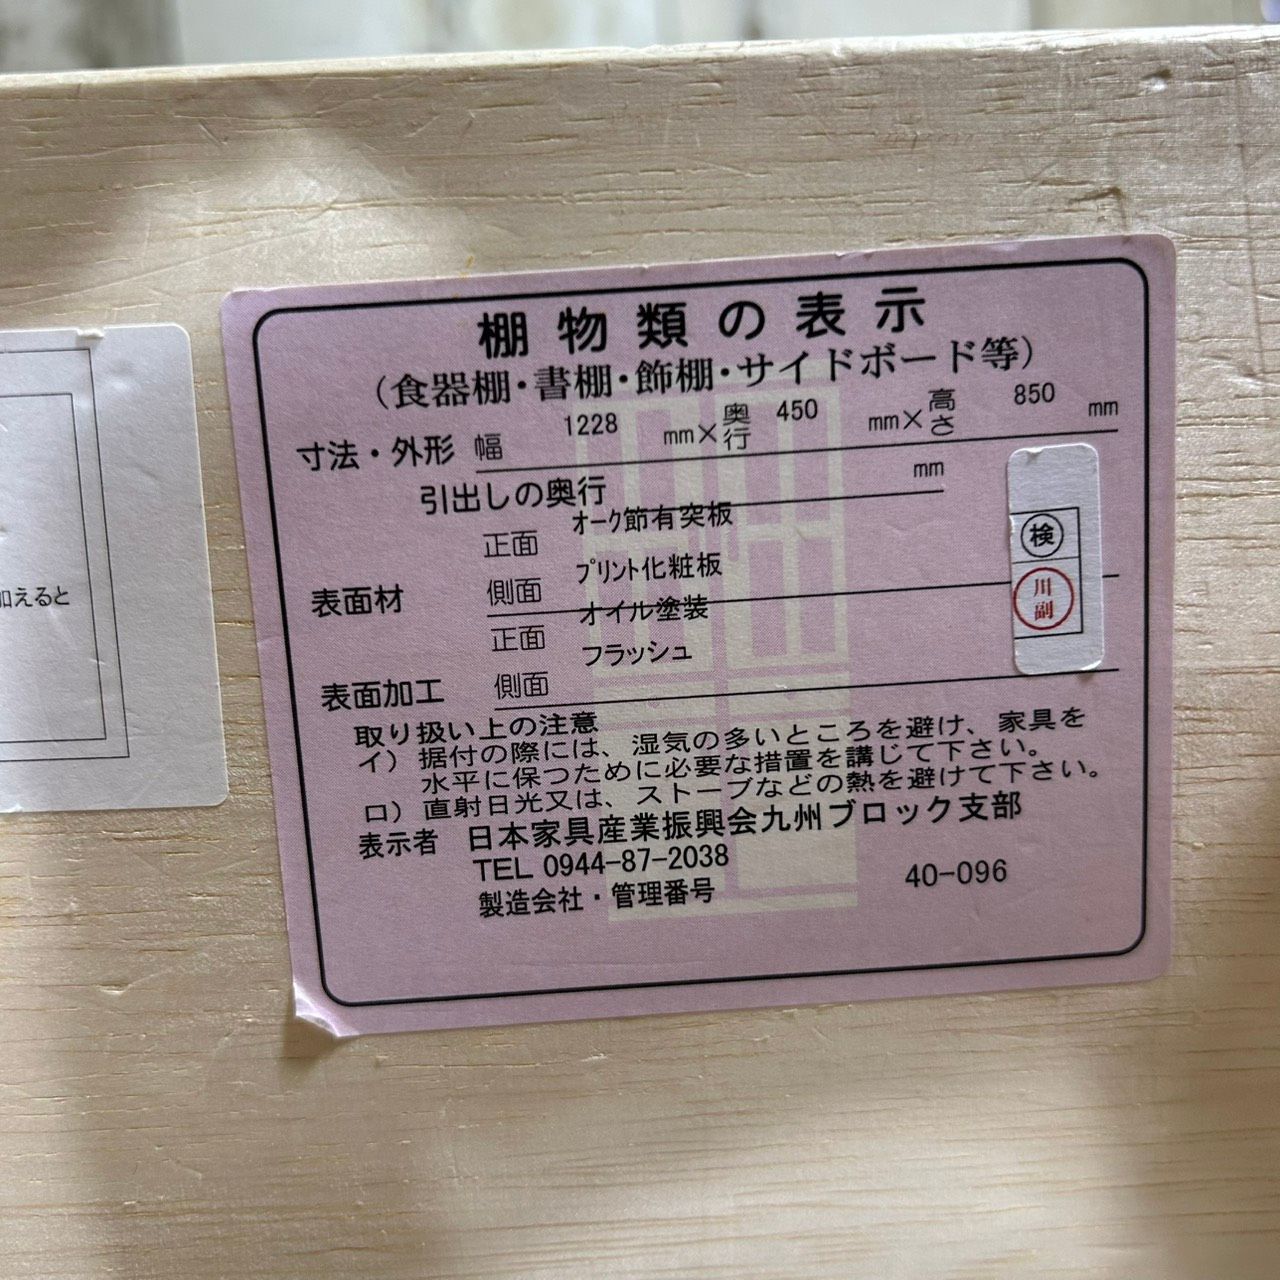 棚物類の表示
（食器棚・書棚・飾棚・サイドボード等）
寸法・外形 幅 1228 mm×奥行 450 mm×高さ 850 mm
引出しの奥行 mm
表面材 正面 オーク節有突板
側面 プリント化粧板
表面加工 正面 オイル塗装
側面 フラッシュ
検
川副
取り扱い上の注意
イ）据付の際には、湿気の多いところを避け、家具を
水平に保つために必要な措置を講じて下さい。
ロ）直射日光又は、ストーブなどの熱を避けて下さい。
表示者 日本家具産業振興会九州ブロック支部
TEL 0944-87-2038
製造会社・管理番号 40-096
加えると